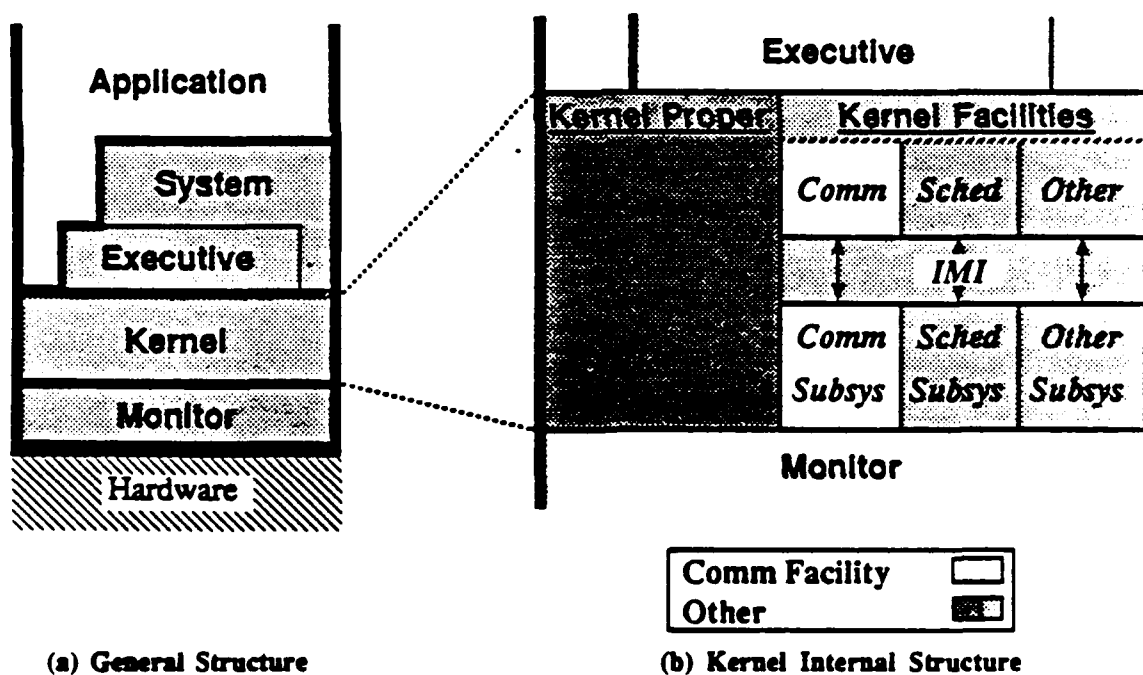 Application
System
Executive
Kernel
Monitor
Hardware
(a) General Structure
Executive
Kernel Proper
Kernel Facilities
Comm Sched Other
IMI
Comm Sched Other
Subsys Subsys Subsys
Monitor
Comm Facility
Other
(b) Kernel Internal Structure